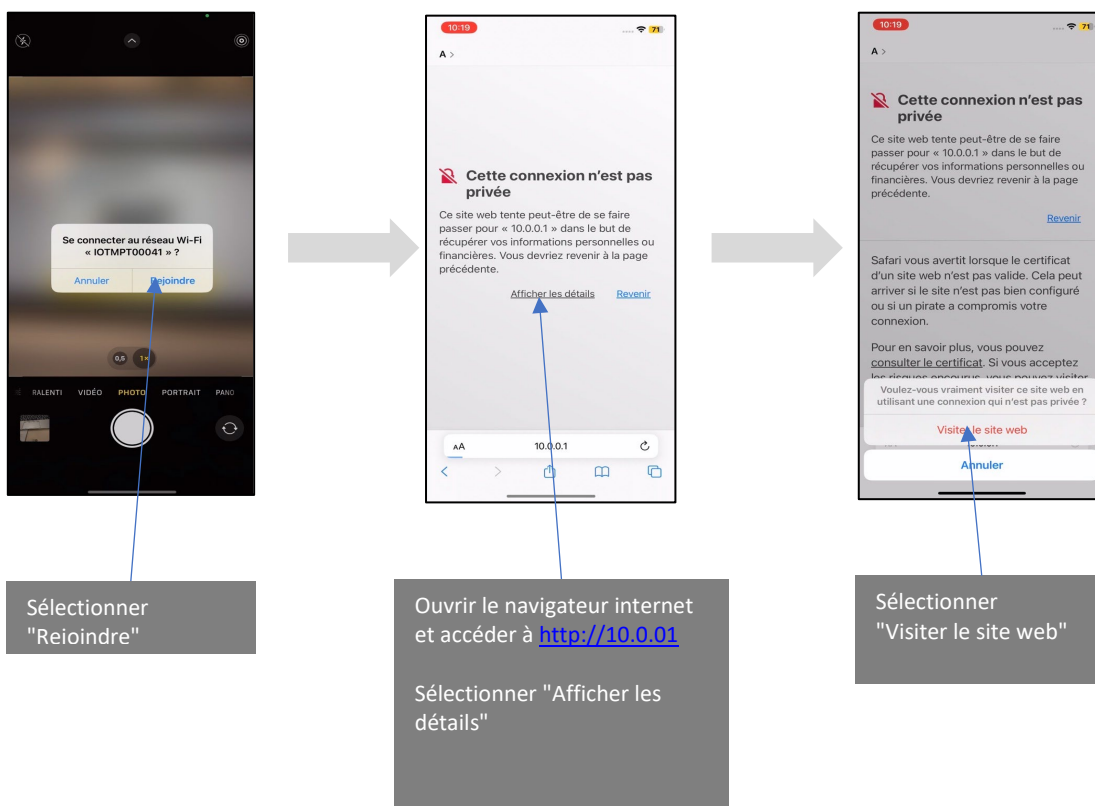 Se connecter au réseau Wi-Fi
« IOTMPT00041 » ?
Annuler
Rejoindre
0,5 1×
RALENTI VIDÉO PHOTO PORTRAIT PANO
Sélectionner
"Rejoindre"
10:19
71
A >
Cette connexion n'est pas
privée
Ce site web tente peut-être de se faire
passer pour « 10.0.0.1 » dans le but de
récupérer vos informations personnelles ou
financières. Vous devriez revenir à la page
précédente.
Afficher les détails Revenir
AA 10.0.0.1
Ouvrir le navigateur internet
et accéder à http://10.0.01
Sélectionner "Afficher les
détails"
10:19
71
A >
Cette connexion n'est pas
privée
Ce site web tente peut-être de se faire
passer pour « 10.0.0.1 » dans le but de
récupérer vos informations personnelles ou
financières. Vous devriez revenir à la page
précédente.
Revenir
Safari vous avertit lorsque le certificat
d'un site web n'est pas valide. Cela peut
arriver si le site n'est pas bien configuré
ou si un pirate a compromis votre
connexion.
Pour en savoir plus, vous pouvez
consulter le certificat. Si vous acceptez
les risques encourus, vous pouvez visiter
Voulez-vous vraiment visiter ce site web en
utilisant une connexion qui n'est pas privée ?
Visiter le site web
Annuler
Sélectionner
"Visiter le site web"